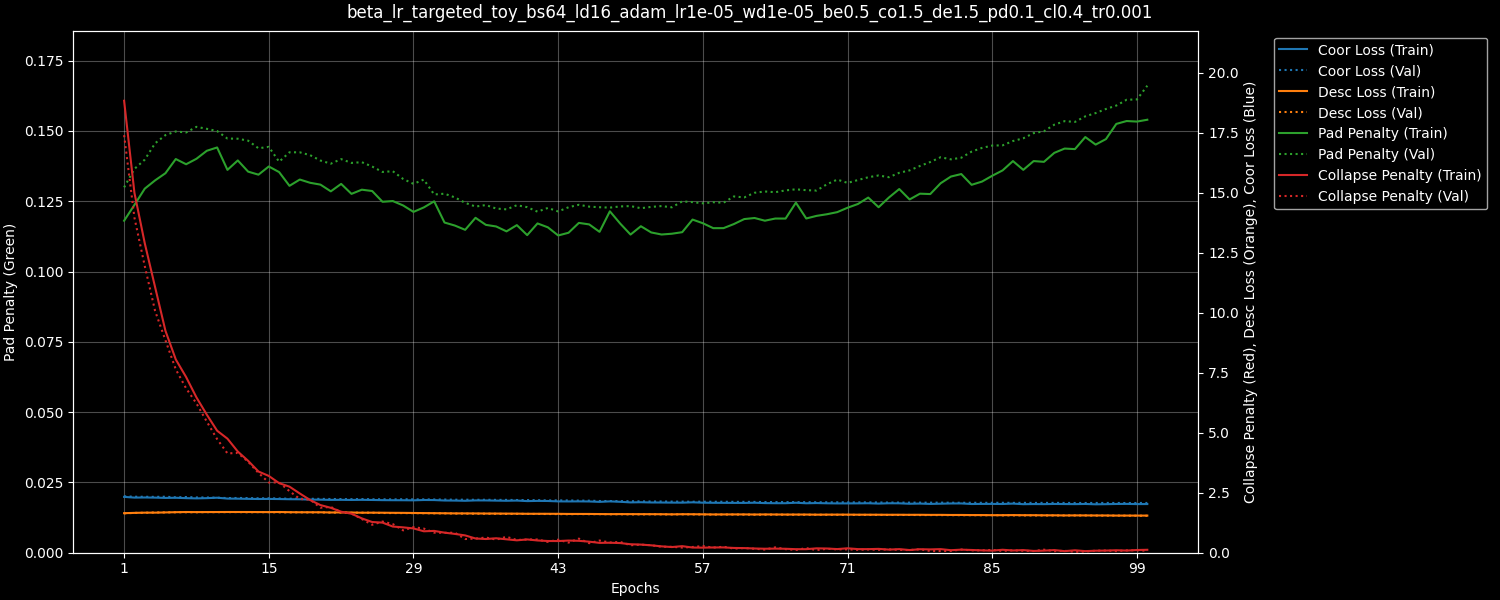 beta_lr_targeted_toy_bs64_ld16_adam_lr1e-05_wd1e-05_be0.5_co1.5_de1.5_pd0.1_cl0.4_tr0.001
Pad Penalty (Green)
0.175
0.150
0.125
0.100
0.075
0.050
0.025
0.000
1
15
29
43
57
71
85
99
Epochs
20.0
17.5
15.0
12.5
10.0
7.5
5.0
2.5
0.0
Collapse Penalty (Red), Desc Loss (Orange), Coor Loss (Blue)
Coor Loss (Train)
Coor Loss (Val)
Desc Loss (Train)
Desc Loss (Val)
Pad Penalty (Train)
Pad Penalty (Val)
Collapse Penalty (Train)
Collapse Penalty (Val)